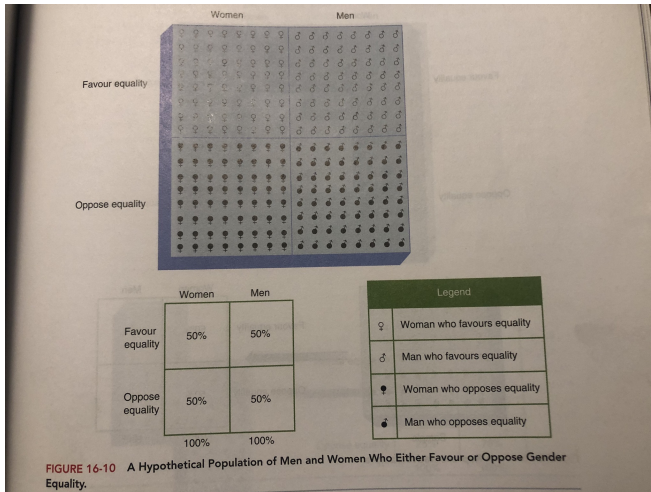 Women Men
Favour equality
Oppose equality
Women Men
Favour
equality
50% 50%
Oppose
equality
50% 50%
100% 100%
Legend
♀ Woman who favours equality
♂ Man who favours equality
Woman who opposes equality
Man who opposes equality
FIGURE 16-10 A Hypothetical Population of Men and Women Who Either Favour or Oppose Gender
Equality.